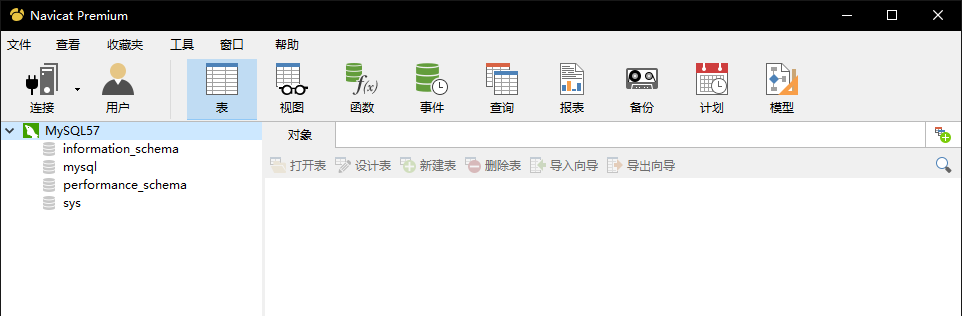 Navicat Premium
文件 查看 收藏夹 工具 窗口 帮助
连接 用户 表 视图 函数 事件 查询 报表 备份 计划 模型
MySQL57 对象
information_schema
打开表 设计表 新建表 删除表 导入向导 导出向导
mysql
performance_schema
sys